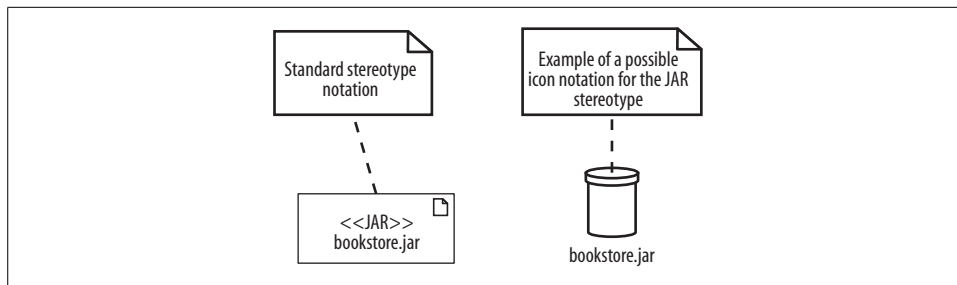 Standard stereotype
notation
Example of a possible
icon notation for the JAR
stereotype
<<JAR>>
bookstore.jar
bookstore.jar